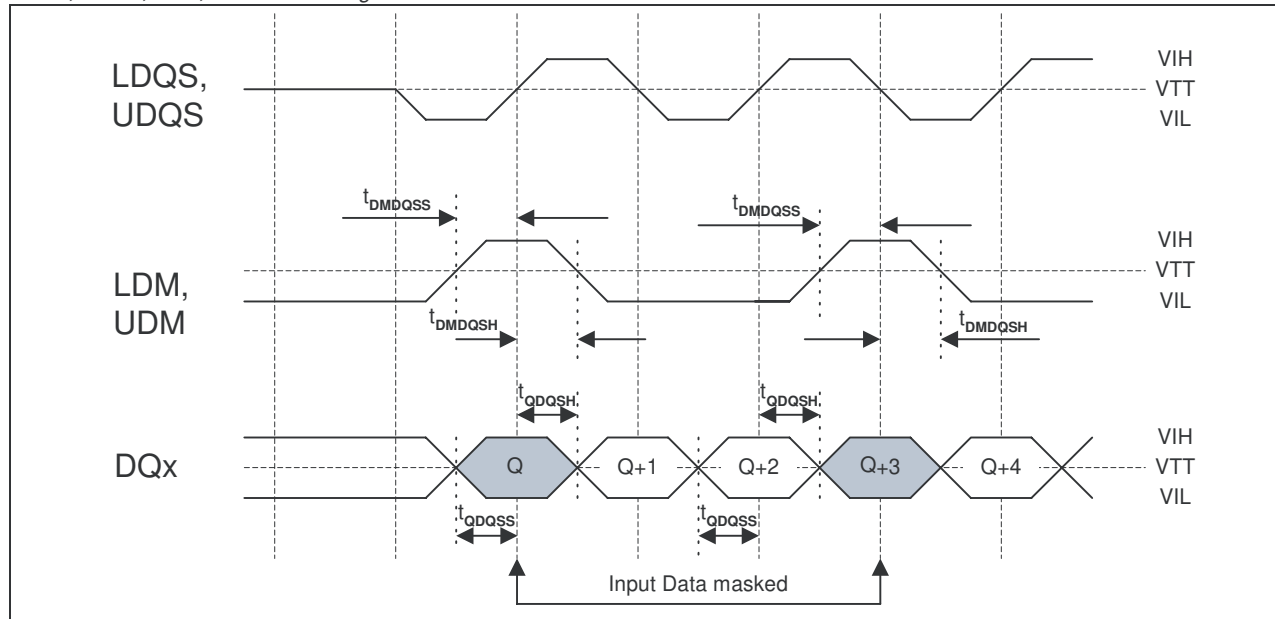 LDQS,
UDQS
VIH
VTT
VIL
tDMDQSS
tDMDQSS
LDM,
UDM
VIH
VTT
VIL
tDMDQSH
tDMDQSH
tQDQSH
tQDQSH
DQx
Q
Q+1
Q+2
Q+3
Q+4
VIH
VTT
VIL
tQDQSS
tQDQSS
Input Data masked